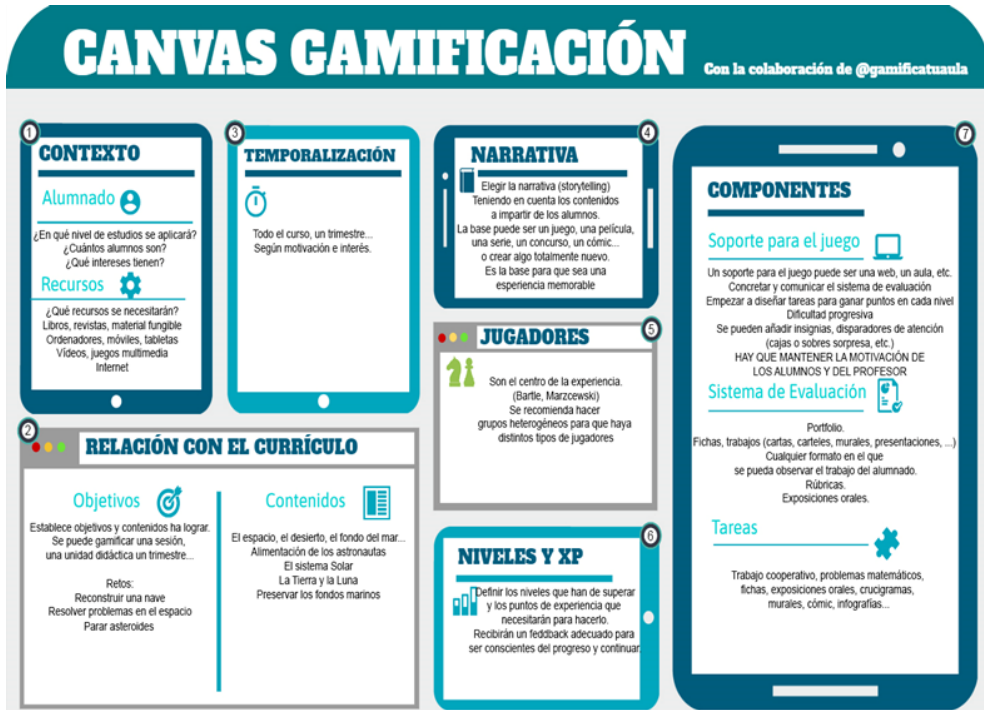 CANVAS GAMIFICACIÓN
Con la colaboración de @gamificatuaula
1
CONTEXTO
Alumnado
¿En qué nivel de estudios se aplicará?
¿Cuántos alumnos son?
¿Qué intereses tienen?
Recursos
¿Qué recursos se necesitarán?
Libros, revistas, material fungible
Ordenadores, móviles, tabletas
Vídeos, juegos multimedia
Internet
2
RELACIÓN CON EL CURRÍCULO
Objetivos
Establece objetivos y contenidos ha lograr.
Se puede gamificar una sesión,
una unidad didáctica un trimestre...
Retos:
Reconstruir una nave
Resolver problemas en el espacio
Parar asteroides
Contenidos
El espacio, el desierto, el fondo del mar...
Alimentación de los astronautas
El sistema Solar
La Tierra y la Luna
Preservar los fondos marinos
3
TEMPORALIZACIÓN
Todo el curso, un trimestre...
Según motivación e interés.
4
NARRATIVA
Elegir la narrativa (storytelling)
Teniendo en cuenta los contenidos
a impartir de los alumnos.
La base puede ser un juego, una película,
una serie, un concurso, un cómic...
o crear algo totalmente nuevo.
Es la base para que sea una
experiencia memorable
5
JUGADORES
Son el centro de la experiencia.
(Bartle, Marzcewski)
Se recomienda hacer
grupos heterogéneos para que haya
distintos tipos de jugadores
6
NIVELES Y XP
Definir los niveles que han de superar
y los puntos de experiencia que
necesitarán para hacerlo.
Recibirán un feddback adecuado para
ser conscientes del progreso y continuar.
7
COMPONENTES
Soporte para el juego
Un soporte para el juego puede ser una web, un aula, etc.
Concretar y comunicar el sistema de evaluación
Empezar a diseñar tareas para ganar puntos en cada nivel
Dificultad progresiva
Se pueden añadir insignias, disparadores de atención
(cajas o sobres sorpresa, etc.)
HAY QUE MANTENER LA MOTIVACIÓN DE
LOS ALUMNOS Y DEL PROFESOR
Sistema de Evaluación
Portfolio.
Fichas, trabajos (cartas, carteles, murales, presentaciones, ...)
Cualquier formato en el que
se pueda observar el trabajo del alumnado.
Rúbricas.
Exposiciones orales.
Tareas
Trabajo cooperativo, problemas matemáticos,
fichas, exposiciones orales, crucigramas,
murales, cómic, infografías...